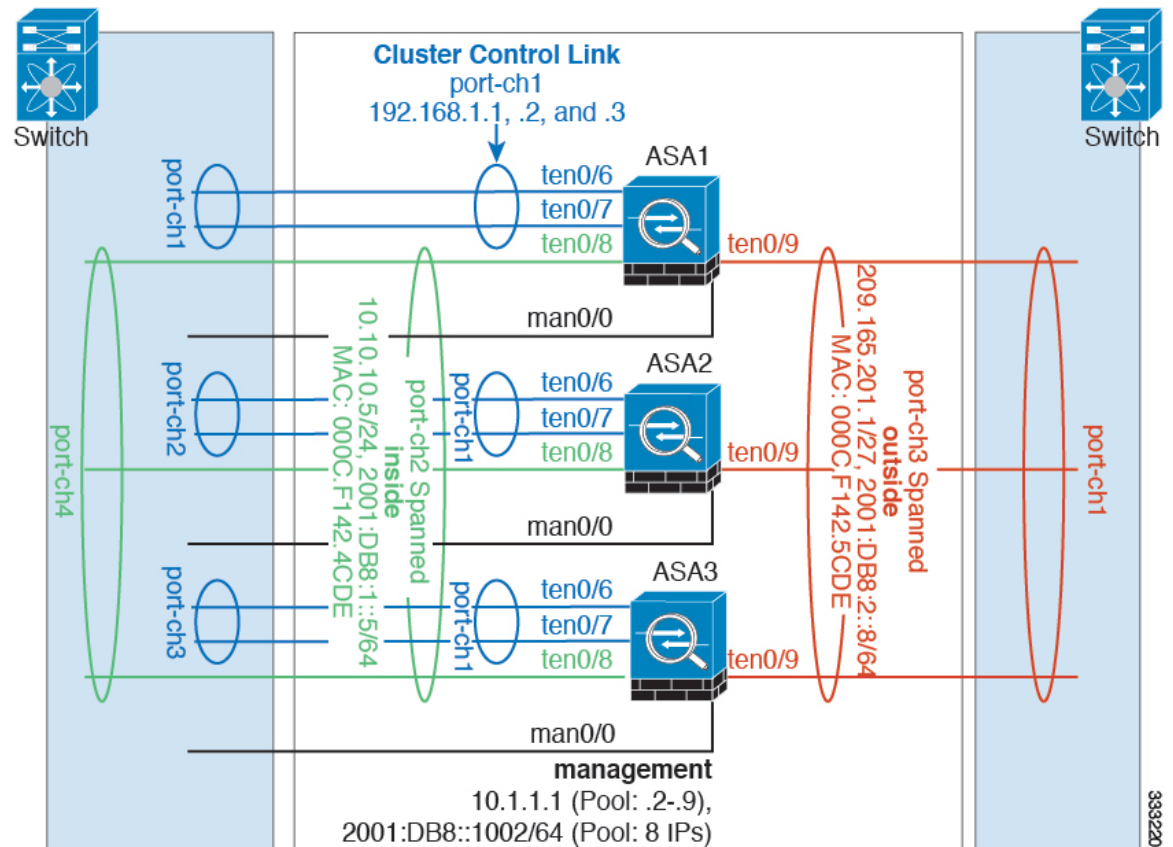 Switch
Cluster Control Link
port-ch1
192.168.1.1, .2, and .3
Switch
ASA1
port-ch1
ten0/6
ten0/7
ten0/8
ten0/9
man0/0
ASA2
port-ch2
port-ch1
ten0/6
ten0/7
ten0/8
ten0/9
man0/0
ASA3
port-ch3
port-ch1
ten0/6
ten0/7
ten0/8
ten0/9
man0/0
port-ch4
port-ch2 Spanned
inside
10.10.10.5/24, 2001:DB8:1::5/64
MAC: 000C.F142.4CDE
port-ch3 Spanned
outside
209.165.201.1/27, 2001:DB8:2::8/64
MAC: 000C.F142.5CDE
port-ch1
management
10.1.1.1 (Pool: .2-.9),
2001:DB8::1002/64 (Pool: 8 IPs)
333220